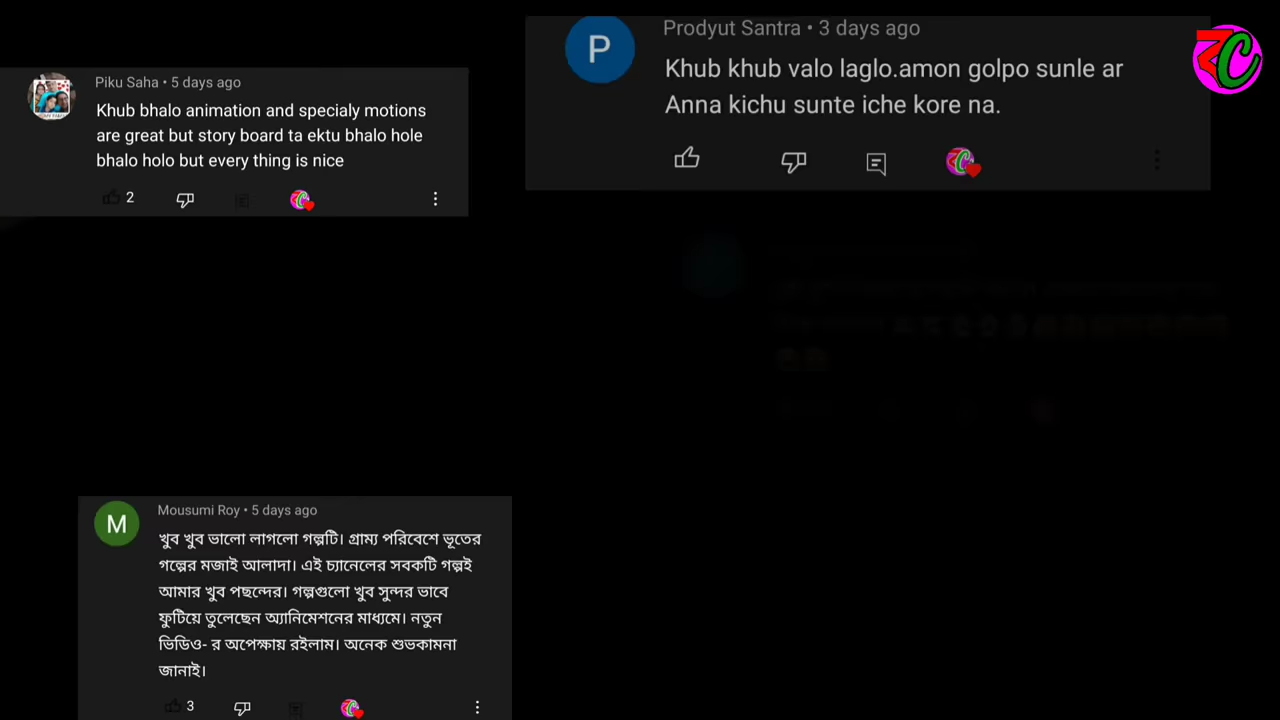 Piku Saha • 5 days ago
Khub bhalo animation and specialy motions
are great but story board ta ektu bhalo hole
bhalo holo but every thing is nice
2
P
Prodyut Santra • 3 days ago
Khub khub valo laglo.amon golpo sunle ar
Anna kichu sunte iche kore na.
M
Mousumi Roy • 5 days ago
খুব খুব ভালো লাগলো গল্পটি। গ্রাম্য পরিবেশে ভূতের
গল্পের মজাই আলাদা। এই চ্যানেলের সবকটি গল্পই
আমার খুব পছন্দের। গল্পগুলো খুব সুন্দর ভাবে
ফুটিয়ে তুলেছেন অ্যানিমেশনের মাধ্যমে। নতুন
ভিডিও- র অপেক্ষায় রইলাম। অনেক শুভকামনা
জানাই।
3